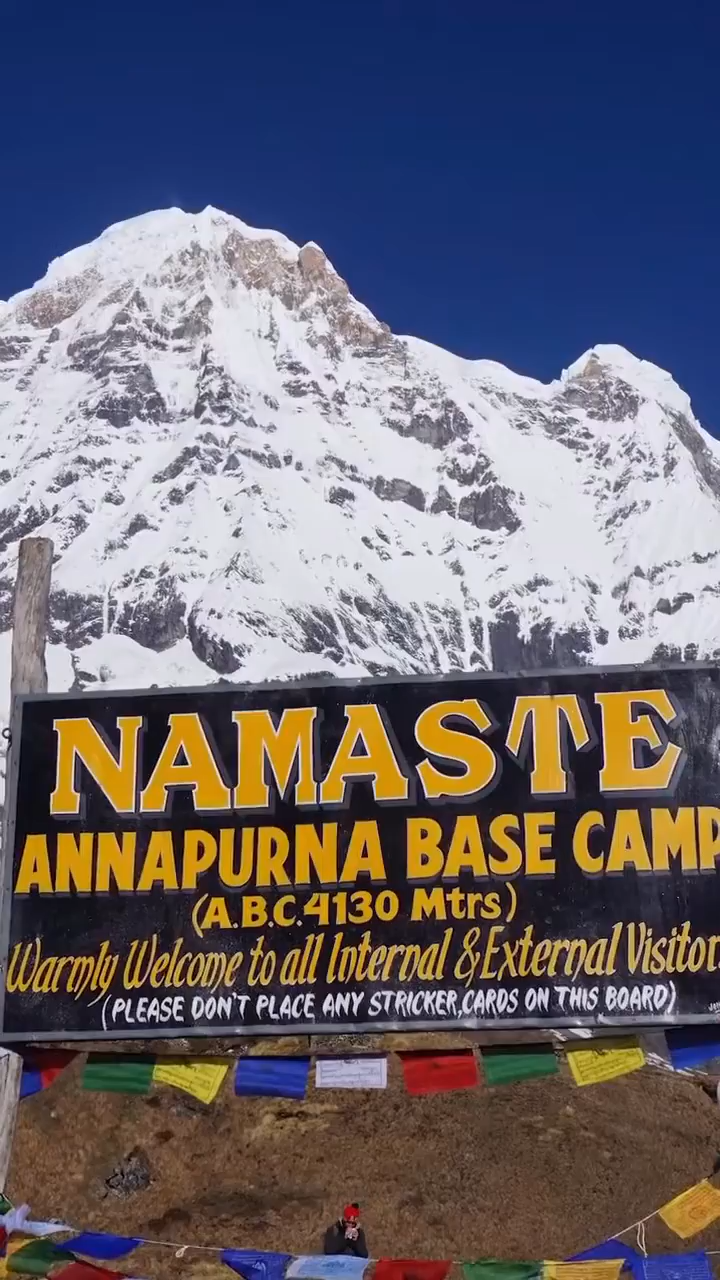 NAMASTE
ANNAPURNA BASE CAMP
(A.B.C.4130 Mtrs)
Warmly Welcome to all Internal & External Visitor
(PLEASE DON'T PLACE ANY STRICKER,CARDS ON THIS BOARD)